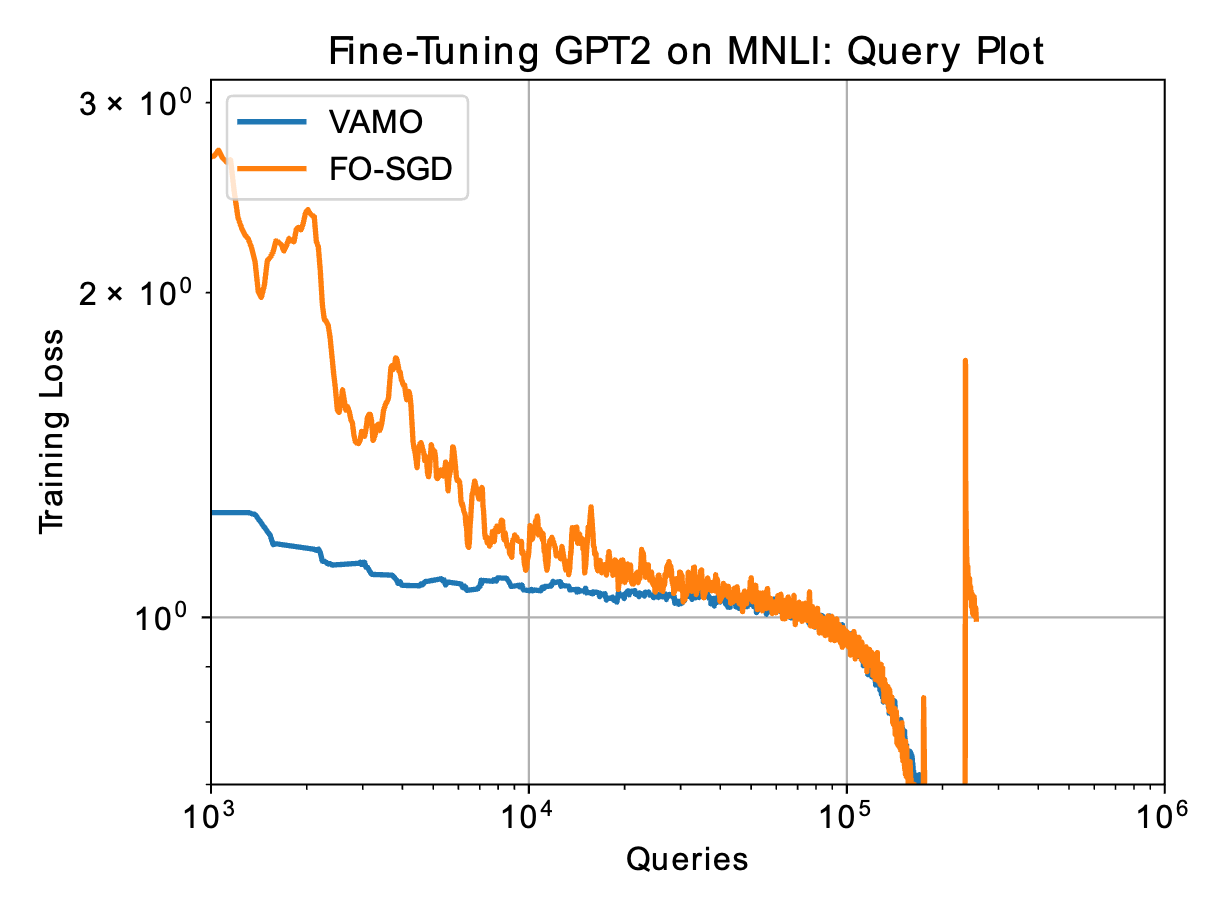 Fine-Tuning GPT2 on MNLI: Query Plot
3 × 10⁰
VAMO
FO-SGD
2 × 10⁰
Training Loss
10⁰
10³ 10⁴ 10⁵ 10⁶
Queries